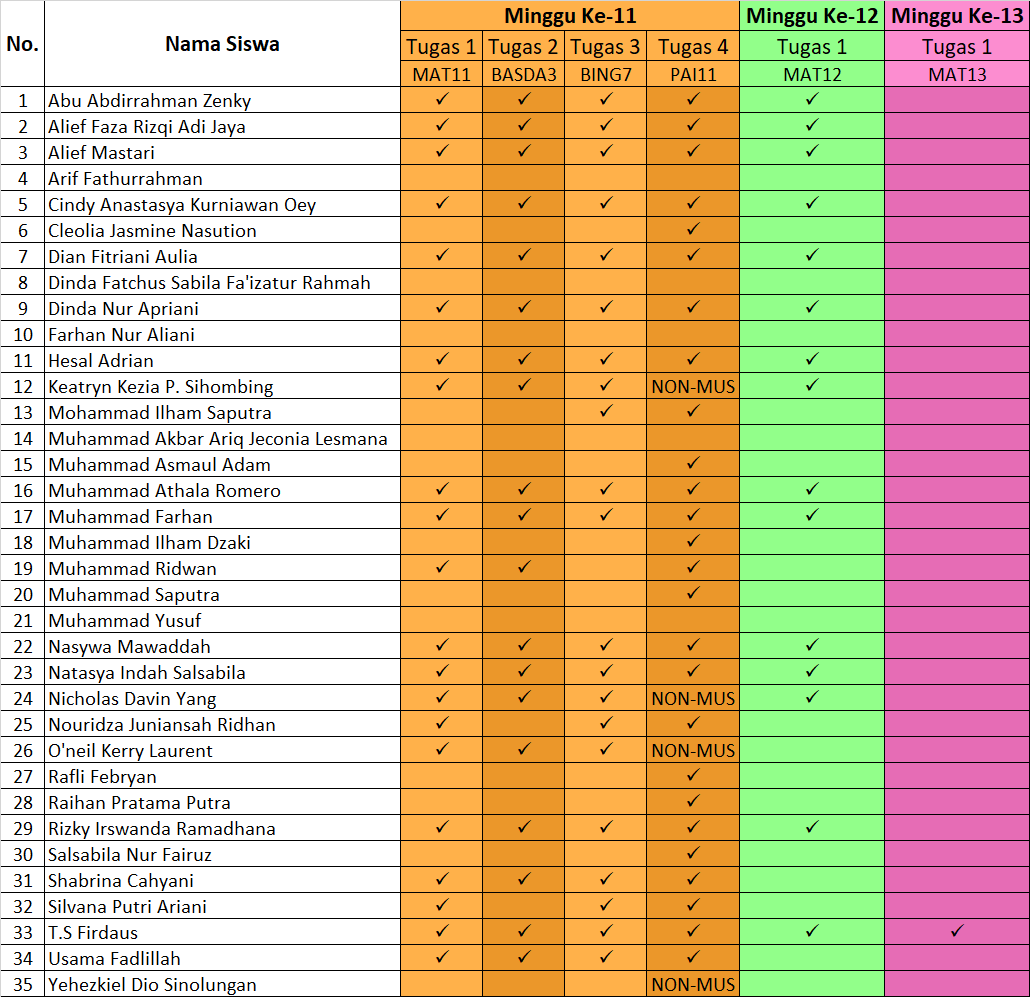 No. Nama Siswa Minggu Ke-11 Minggu Ke-12 Minggu Ke-13
Tugas 1 Tugas 2 Tugas 3 Tugas 4 Tugas 1 Tugas 1
MAT11 BASDA3 BING7 PAI11 MAT12 MAT13
1 Abu Abdirrahman Zenky ✓ ✓ ✓ ✓ ✓
2 Alief Faza Rizqi Adi Jaya ✓ ✓ ✓ ✓ ✓
3 Alief Mastari ✓ ✓ ✓ ✓ ✓
4 Arif Fathurrahman
5 Cindy Anastasya Kurniawan Oey ✓ ✓ ✓ ✓ ✓
6 Cleolia Jasmine Nasution ✓
7 Dian Fitriani Aulia ✓ ✓ ✓ ✓ ✓
8 Dinda Fatchus Sabila Fa'izatur Rahmah
9 Dinda Nur Apriani ✓ ✓ ✓ ✓ ✓
10 Farhan Nur Aliani
11 Hesal Adrian ✓ ✓ ✓ ✓ ✓
12 Keatryn Kezia P. Sihombing ✓ ✓ ✓ NON-MUS ✓
13 Mohammad Ilham Saputra ✓ ✓
14 Muhammad Akbar Ariq Jeconia Lesmana
15 Muhammad Asmaul Adam ✓
16 Muhammad Athala Romero ✓ ✓ ✓ ✓ ✓
17 Muhammad Farhan ✓ ✓ ✓ ✓ ✓
18 Muhammad Ilham Dzaki ✓
19 Muhammad Ridwan ✓ ✓ ✓
20 Muhammad Saputra ✓
21 Muhammad Yusuf
22 Nasywa Mawaddah ✓ ✓ ✓ ✓ ✓
23 Natasya Indah Salsabila ✓ ✓ ✓ ✓ ✓
24 Nicholas Davin Yang ✓ ✓ ✓ NON-MUS ✓
25 Nouridza Juniansah Ridhan ✓ ✓ ✓
26 O'neil Kerry Laurent ✓ ✓ ✓ NON-MUS
27 Rafli Febryan ✓
28 Raihan Pratama Putra ✓
29 Rizky Irswanda Ramadhana ✓ ✓ ✓ ✓ ✓
30 Salsabila Nur Fairuz ✓
31 Shabrina Cahyani ✓ ✓ ✓ ✓
32 Silvana Putri Ariani ✓ ✓ ✓
33 T.S Firdaus ✓ ✓ ✓ ✓ ✓ ✓
34 Usama Fadlillah ✓ ✓ ✓ ✓
35 Yehezkiel Dio Sinolungan NON-MUS